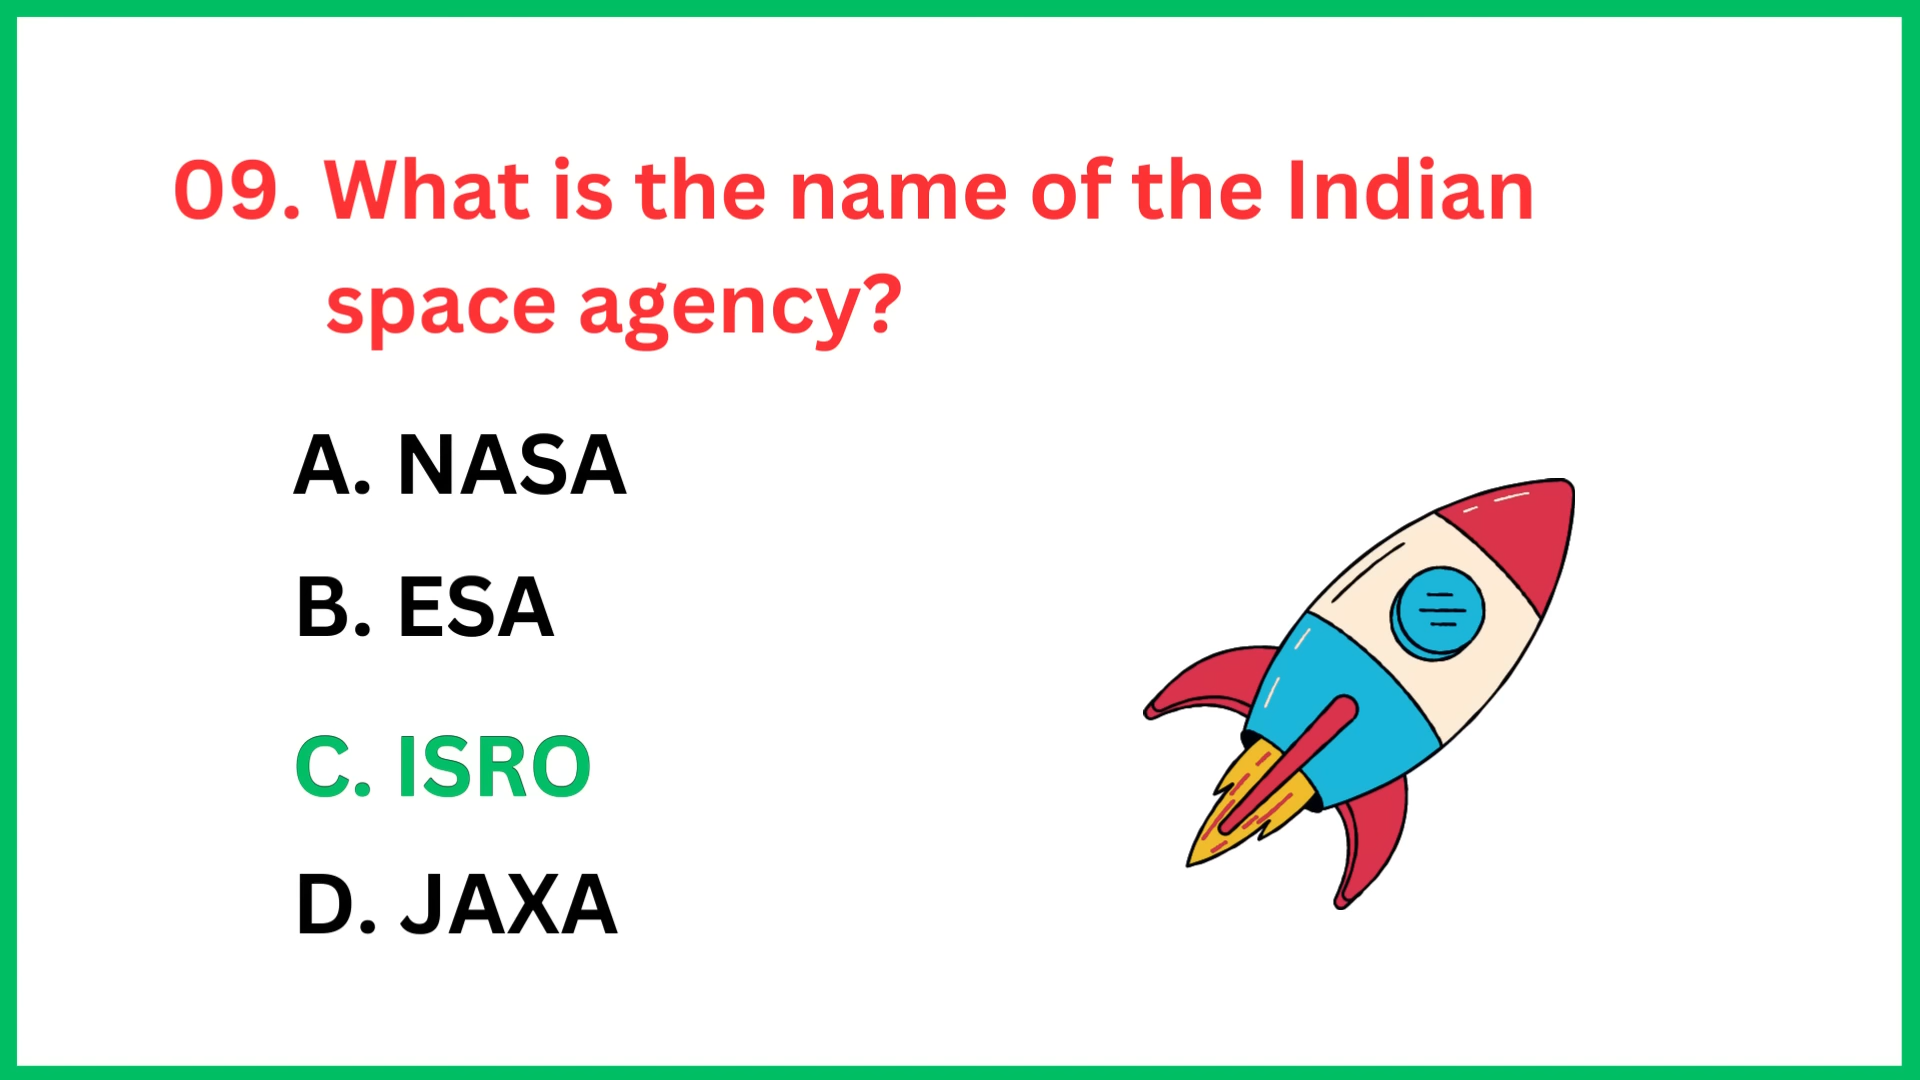 09. What is the name of the Indian
space agency?
A. NASA
B. ESA
C. ISRO
D. JAXA